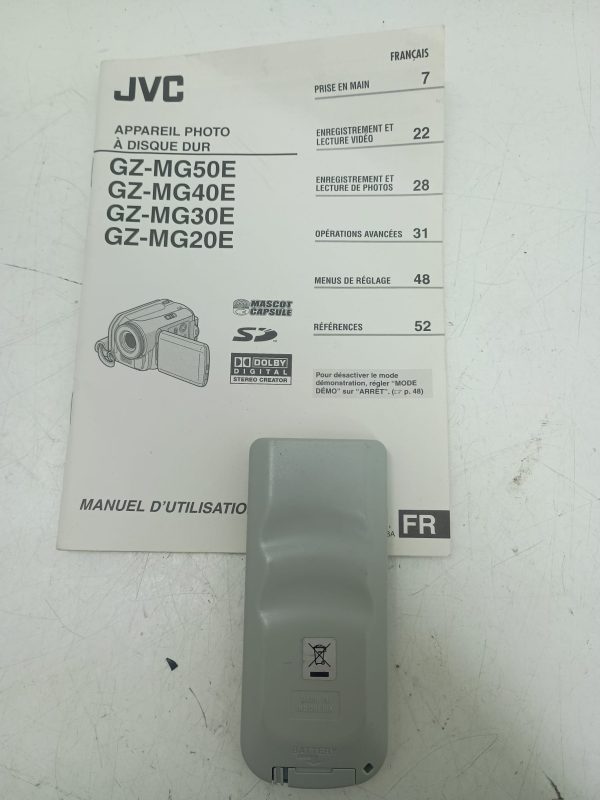 JVC
APPAREIL PHOTO
À DISQUE DUR
GZ-MG50E
GZ-MG40E
GZ-MG30E
GZ-MG20E
MASCOT
CAPSULE
SD
DOLBY
DIGITAL
STEREO CREATOR
FRANÇAIS
PRISE EN MAIN 7
ENREGISTREMENT ET
LECTURE VIDÉO 22
ENREGISTREMENT ET
LECTURE DE PHOTOS 28
OPÉRATIONS AVANCÉES 31
MENUS DE RÉGLAGE 48
RÉFÉRENCES 52
Pour désactiver le mode
démonstration, régler “MODE
DÉMO” sur “ARRÊT”. (☞ p. 48)
MANUEL D’UTILISATIO
FR
INDONESIA
BATTERY